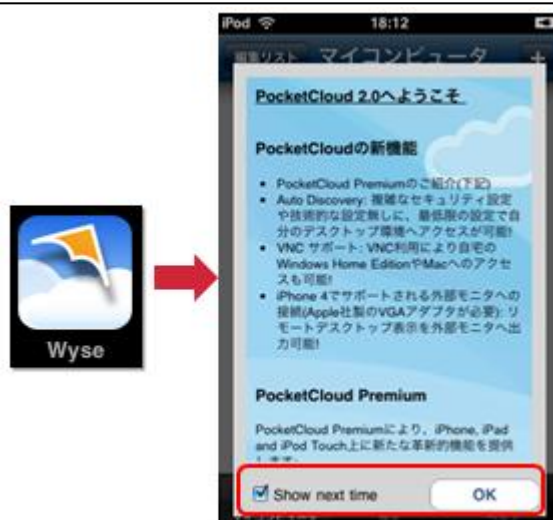 iPod 18:12
編集リスト マイコンピュータ +
PocketCloud 2.0へようこそ
PocketCloudの新機能
• PocketCloud Premiumのご紹介(下記)
• Auto Discovery: 複雑なセキュリティ設定
や技術的な設定無しに、最低限の設定で自
分のデスクトップ環境へアクセスが可能!
• VNC サポート: VNC利用により自宅の
Windows Home EditionやMacへのアクセ
スも可能!
• iPhone 4でサポートされる外部モニタへの
接続(Apple社製のVGAアダプタが必要): リ
モートデスクトップ表示を外部モニタへ出
力可能!
PocketCloud Premium
PocketCloud Premiumにより、iPhone, iPad
and iPod Touch上に新たな革新的機能を提供
します:
Show next time OK
Wyse